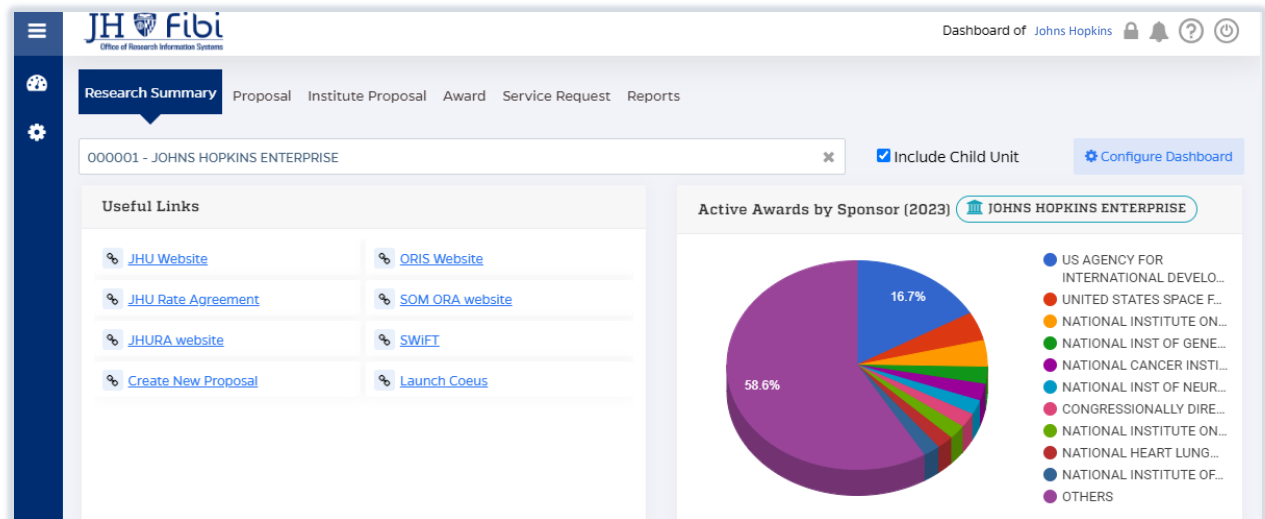 JH Fibi
Office of Research Information Systems
Dashboard of Johns Hopkins
Research Summary Proposal Institute Proposal Award Service Request Reports
000001 - JOHNS HOPKINS ENTERPRISE
Include Child Unit
Configure Dashboard
Useful Links
JHU Website
ORIS Website
JHU Rate Agreement
SOM ORA website
JHURA website
SWiFT
Create New Proposal
Launch Coeus
Active Awards by Sponsor (2023) JOHNS HOPKINS ENTERPRISE
16.7%
58.6%
US AGENCY FOR
INTERNATIONAL DEVELO...
UNITED STATES SPACE F...
NATIONAL INSTITUTE ON...
NATIONAL INST OF GENE...
NATIONAL CANCER INSTI...
NATIONAL INST OF NEUR...
CONGRESSIONALLY DIRE...
NATIONAL INSTITUTE ON...
NATIONAL HEART LUNG...
NATIONAL INSTITUTE OF...
OTHERS